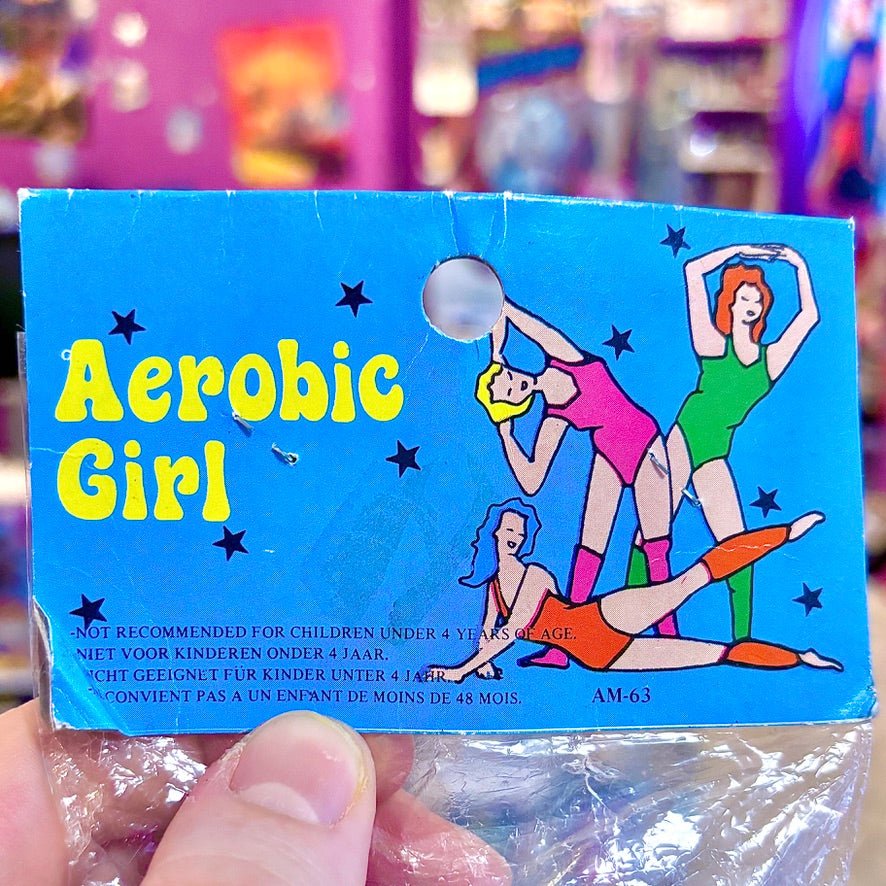 Aerobic
Girl
-NOT RECOMMENDED FOR CHILDREN UNDER 4 YEARS OF AGE.
NIET VOOR KINDEREN ONDER 4 JAAR.
GEEIGNET FÜR KINDER UNTER 4 JAHR.
CONVIENT PAS A UN ENFANT DE MOINS DE 48 MOIS.
AM-63